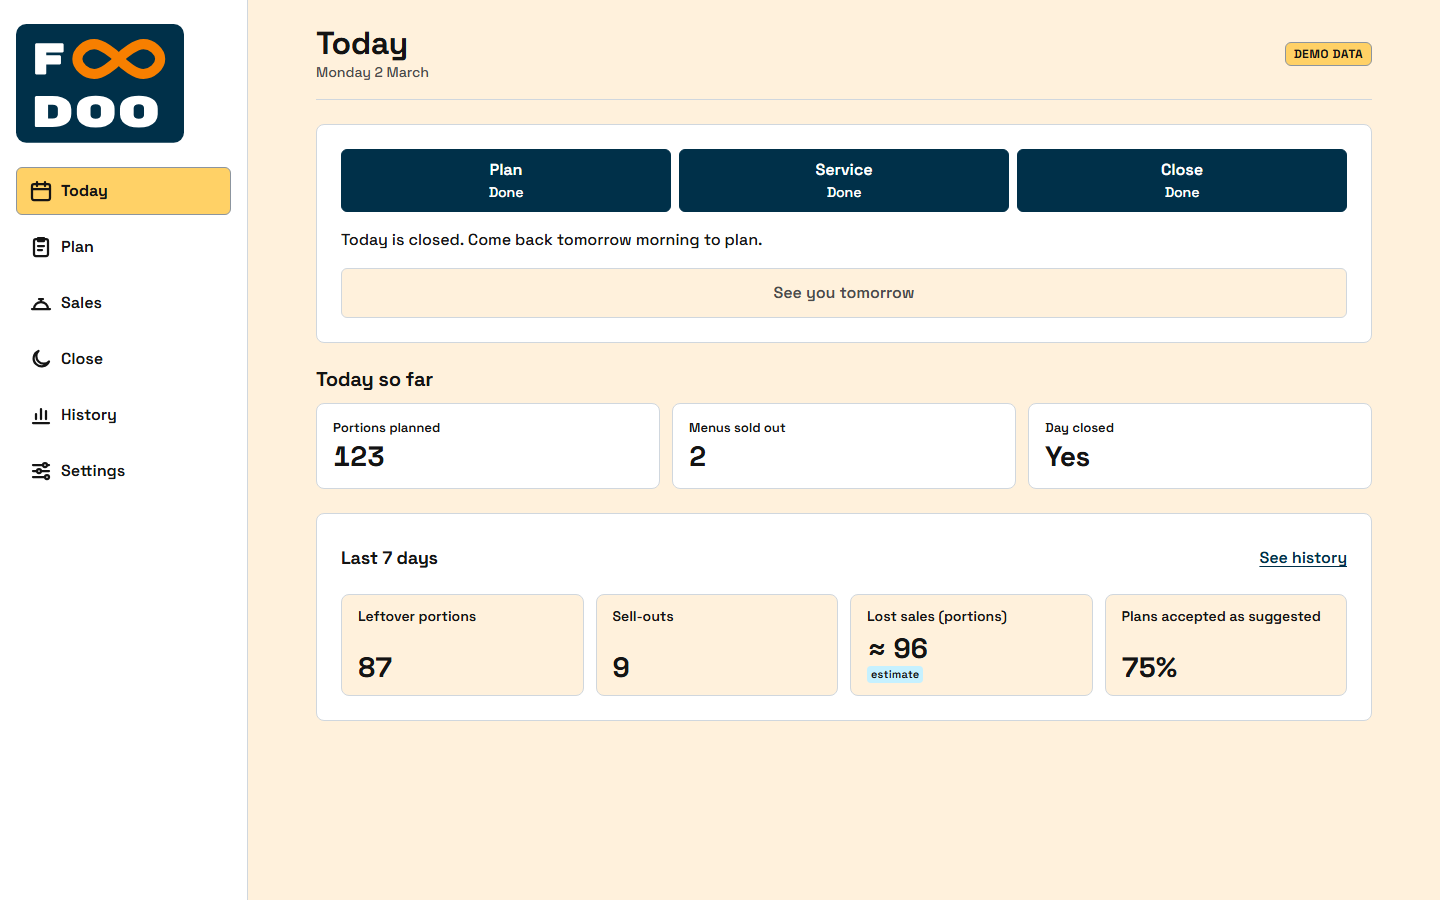 F∞
DOO
Today
Plan
Sales
Close
History
Settings
Today
Monday 2 March
DEMO DATA
Plan
Done
Service
Done
Close
Done
Today is closed. Come back tomorrow morning to plan.
See you tomorrow
Today so far
Portions planned
123
Menus sold out
2
Day closed
Yes
Last 7 days
See history
Leftover portions
87
Sell-outs
9
Lost sales (portions)
≈ 96
estimate
Plans accepted as suggested
75%